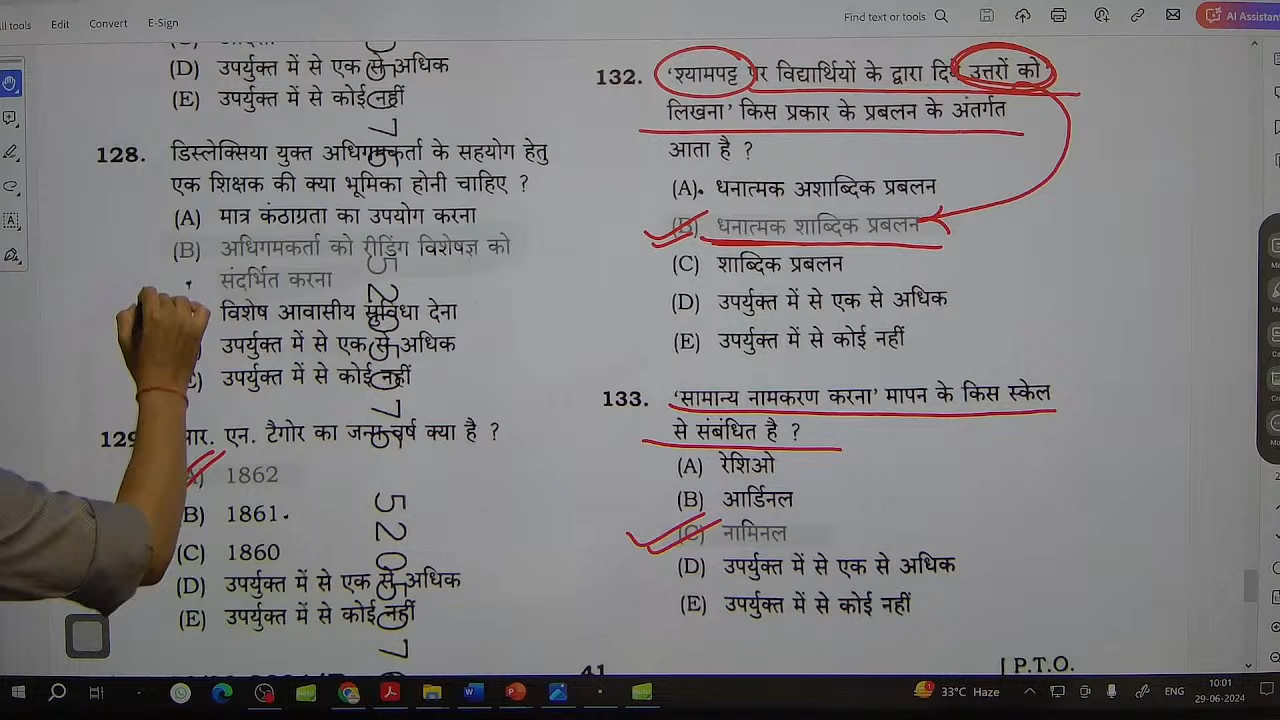 ll tools Edit Convert E-Sign
Find text or tools
AI Assistan
(D) उपर्युक्त में से एक से अधिक
(E) उपर्युक्त में से कोई नहीं
128. डिस्लेक्सिया युक्त अधिगमकर्ता के सहयोग हेतु
एक शिक्षक की क्या भूमिका होनी चाहिए ?
(A) मात्र कंठाग्रता का उपयोग करना
(B) अधिगमकर्ता को रीडिंग विशेषज्ञ को
संदर्भित करना
विशेष आवासीय सुविधा देना
उपर्युक्त में से एक से अधिक
उपर्युक्त में से कोई नहीं
129 आर. एन. टैगोर का जन्म वर्ष क्या है ?
1862
B) 1861
(C) 1860
(D) उपर्युक्त में से एक से अधिक
(E) उपर्युक्त में से कोई नहीं
132. 'श्यामपट्ट पर विद्यार्थियों के द्वारा दिए उत्तरों को
लिखना' किस प्रकार के प्रबलन के अंतर्गत
आता है ?
(A) धनात्मक अशाब्दिक प्रबलन
(B) धनात्मक शाब्दिक प्रबलन
(C) शाब्दिक प्रबलन
(D) उपर्युक्त में से एक से अधिक
(E) उपर्युक्त में से कोई नहीं
133. 'सामान्य नामकरण करना' मापन के किस स्केल
से संबंधित है ?
(A) रेशिओ
(B) आर्डिनल
(C) नामिनल
(D) उपर्युक्त में से एक से अधिक
(E) उपर्युक्त में से कोई नहीं
41
[ P.T.O.
33°C Haze
ENG
10:01
29-06-2024